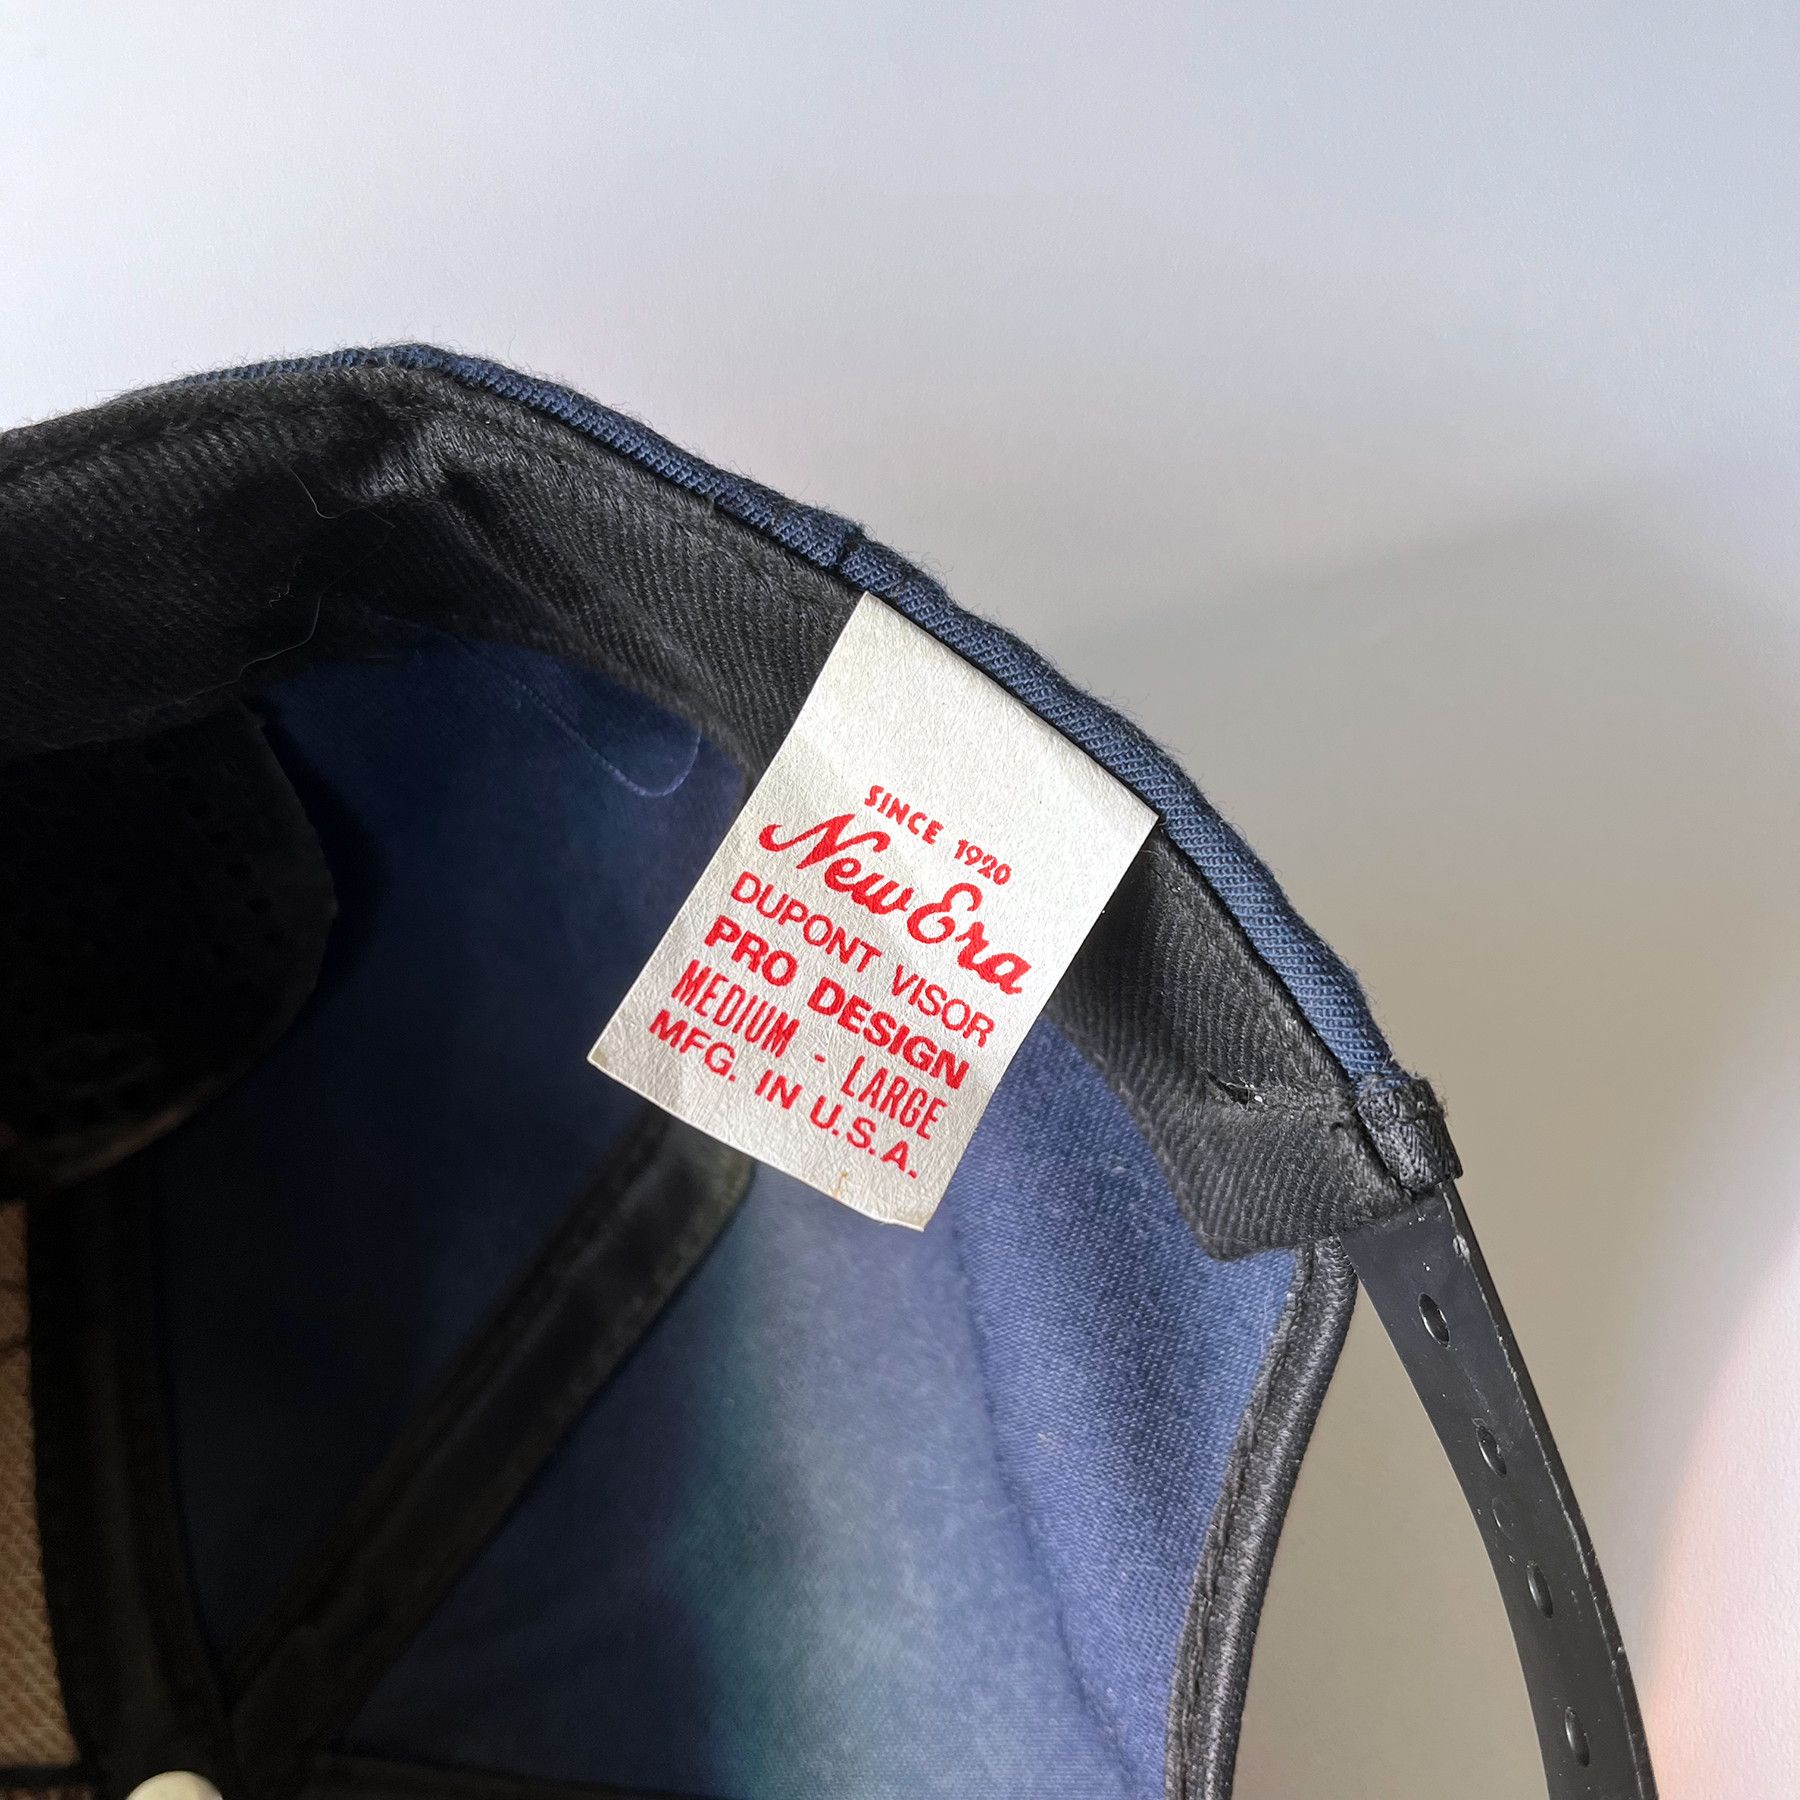 SINCE 1920
New Era
DUPONT VISOR
PRO DESIGN
MEDIUM - LARGE
MFG. IN U.S.A.